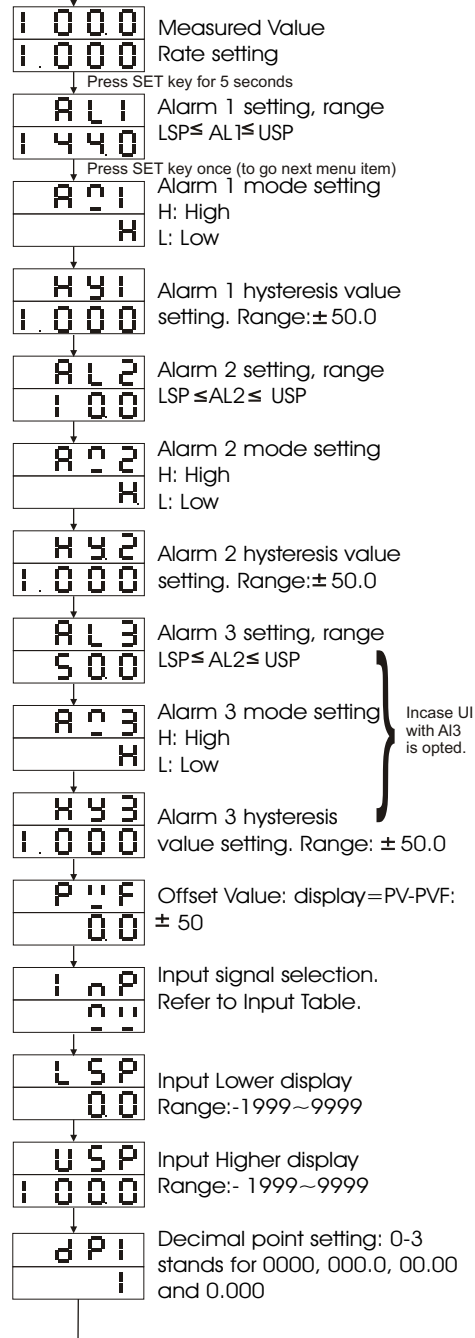 100.0 Measured Value
1.000 Rate setting
Press SET key for 5 seconds
AL1 Alarm 1 setting, range
144.0 LSP≤ AL1≤ USP
Press SET key once (to go next menu item)
Alarm 1 mode setting
H: High
H L: Low
HY1 Alarm 1 hysteresis value
1.000 setting. Range:± 50.0
AL2 Alarm 2 setting, range
10.0 LSP ≤AL2≤ USP
Alarm 2 mode setting
H: High
H L: Low
HY2 Alarm 2 hysteresis value
1.000 setting. Range:± 50.0
AL3 Alarm 3 setting, range
50.0 LSP≤ AL2≤ USP
Alarm 3 mode setting
H: High
H L: Low
Incase UI
with Al3
is opted.
HY3 Alarm 3 hysteresis
1.000 value setting. Range: ± 50.0
PVF Offset Value: display=PV-PVF:
0.0 ± 50
InP Input signal selection.
Refer to Input Table.
LSP Input Lower display
0.0 Range:-1999~9999
USP Input Higher display
100.0 Range:- 1999~9999
dP1 Decimal point setting: 0-3
1 stands for 0000, 000.0, 00.00
and 0.000